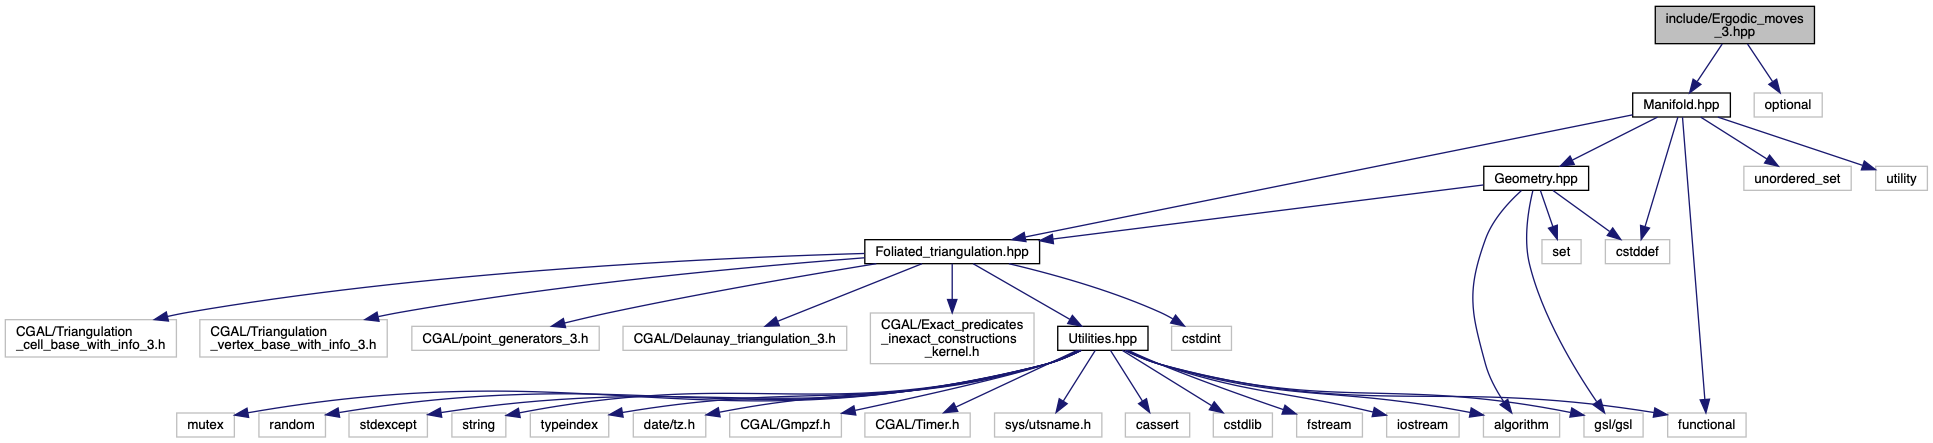 include/Ergodic_moves
_3.hpp
Manifold.hpp
optional
Geometry.hpp
unordered_set
utility
Foliated_triangulation.hpp
set
cstddef
CGAL/Triangulation
_cell_base_with_info_3.h
CGAL/Triangulation
_vertex_base_with_info_3.h
CGAL/point_generators_3.h
CGAL/Delaunay_triangulation_3.h
CGAL/Exact_predicates
_inexact_constructions
_kernel.h
Utilities.hpp
cstdint
mutex
random
stdexcept
string
typeindex
date/tz.h
CGAL/Gmpzf.h
CGAL/Timer.h
sys/utsname.h
cassert
cstdlib
fstream
iostream
algorithm
gsl/gsl
functional